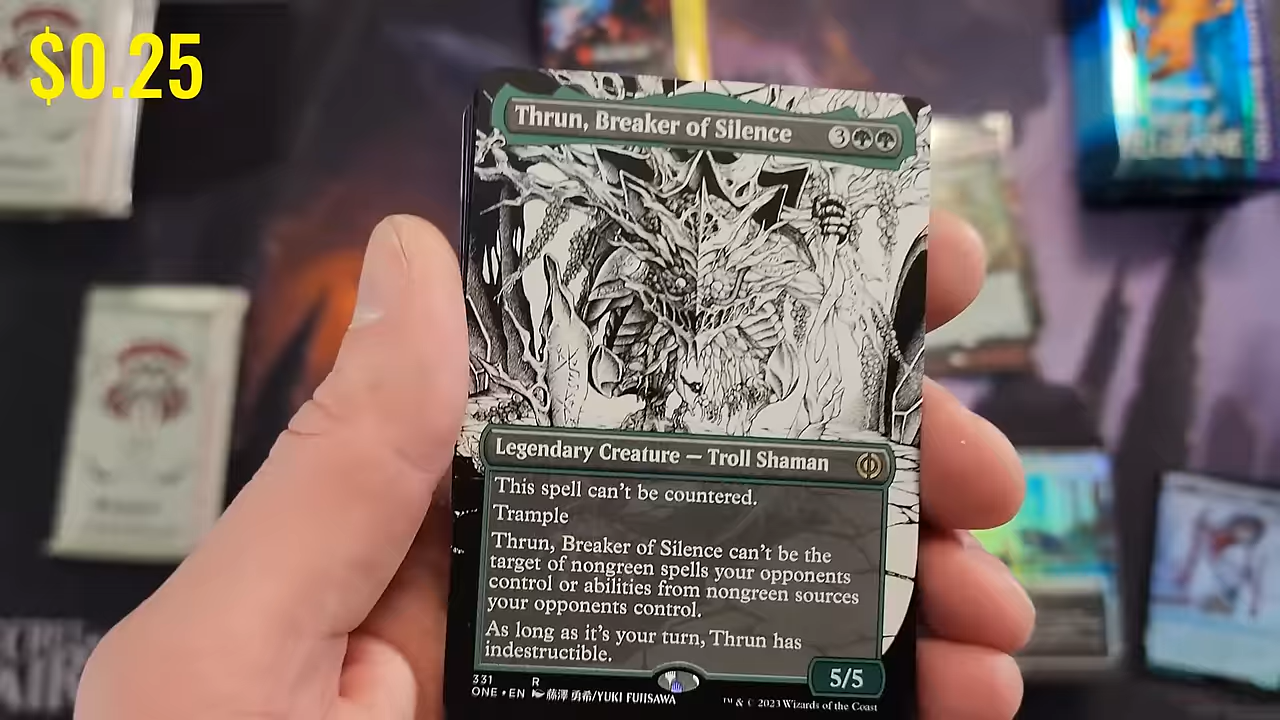 $0.25
Thrun, Breaker of Silence 3
Legendary Creature — Troll Shaman
This spell can't be countered.
Trample
Thrun, Breaker of Silence can't be the
target of nongreen spells your opponents
control or abilities from nongreen sources
your opponents control.
As long as it's your turn, Thrun has
indestructible.
5/5
331 R
ONE • EN 藤澤 勇希/YUKI FUJISAWA
™ & © 2023 Wizards of the Coast